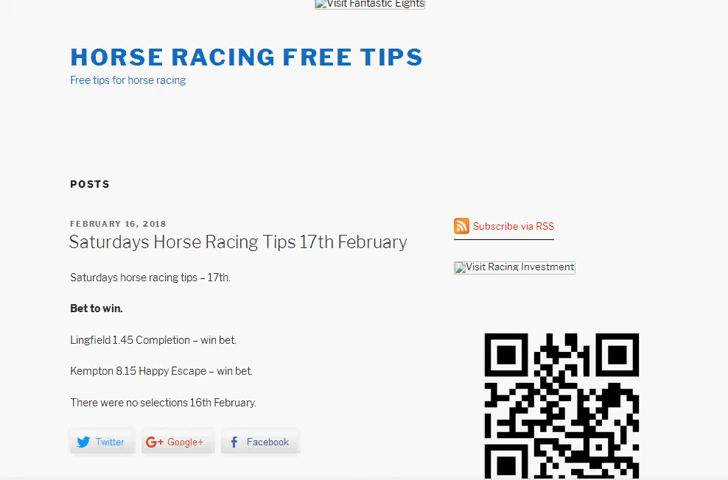 Visit Fantastic Eights
HORSE RACING FREE TIPS
Free tips for horse racing
POSTS
FEBRUARY 16, 2018
Saturdays Horse Racing Tips 17th February
Saturdays horse racing tips – 17th.
Bet to win.
Lingfield 1.45 Completion – win bet.
Kempton 8.15 Happy Escape – win bet.
There were no selections 16th February.
Twitter
Google+
Facebook
Subscribe via RSS
Visit Racing Investment